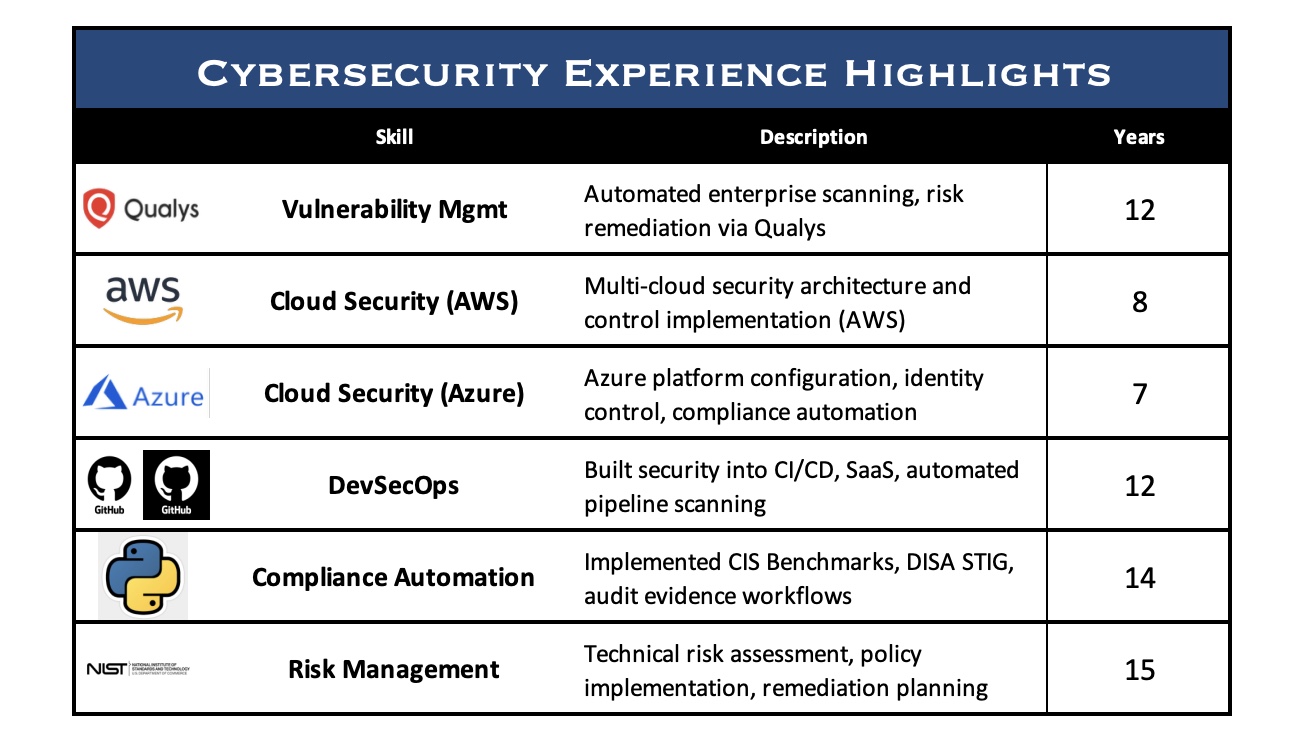 CYBERSECURITY EXPERIENCE HIGHLIGHTS
Skill Description Years
Qualys
Vulnerability Mgmt
Automated enterprise scanning, risk
remediation via Qualys
12
aws
Cloud Security (AWS)
Multi-cloud security architecture and
control implementation (AWS)
8
Azure
Cloud Security (Azure)
Azure platform configuration, identity
control, compliance automation
7
GitHub GitHub
DevSecOps
Built security into CI/CD, SaaS, automated
pipeline scanning
12
Compliance Automation
Implemented CIS Benchmarks, DISA STIG,
audit evidence workflows
14
NIST
NATIONAL INSTITUTE OF
STANDARDS AND TECHNOLOGY
U.S. DEPARTMENT OF COMMERCE
Risk Management
Technical risk assessment, policy
implementation, remediation planning
15